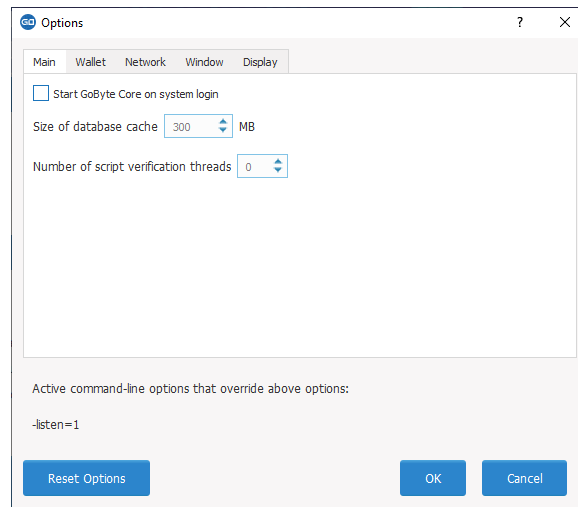 GO Options ?
Main Wallet Network Window Display
Start GoByte Core on system login
Size of database cache 300 MB
Number of script verification threads 0
Active command-line options that override above options:
-listen=1
Reset Options OK Cancel